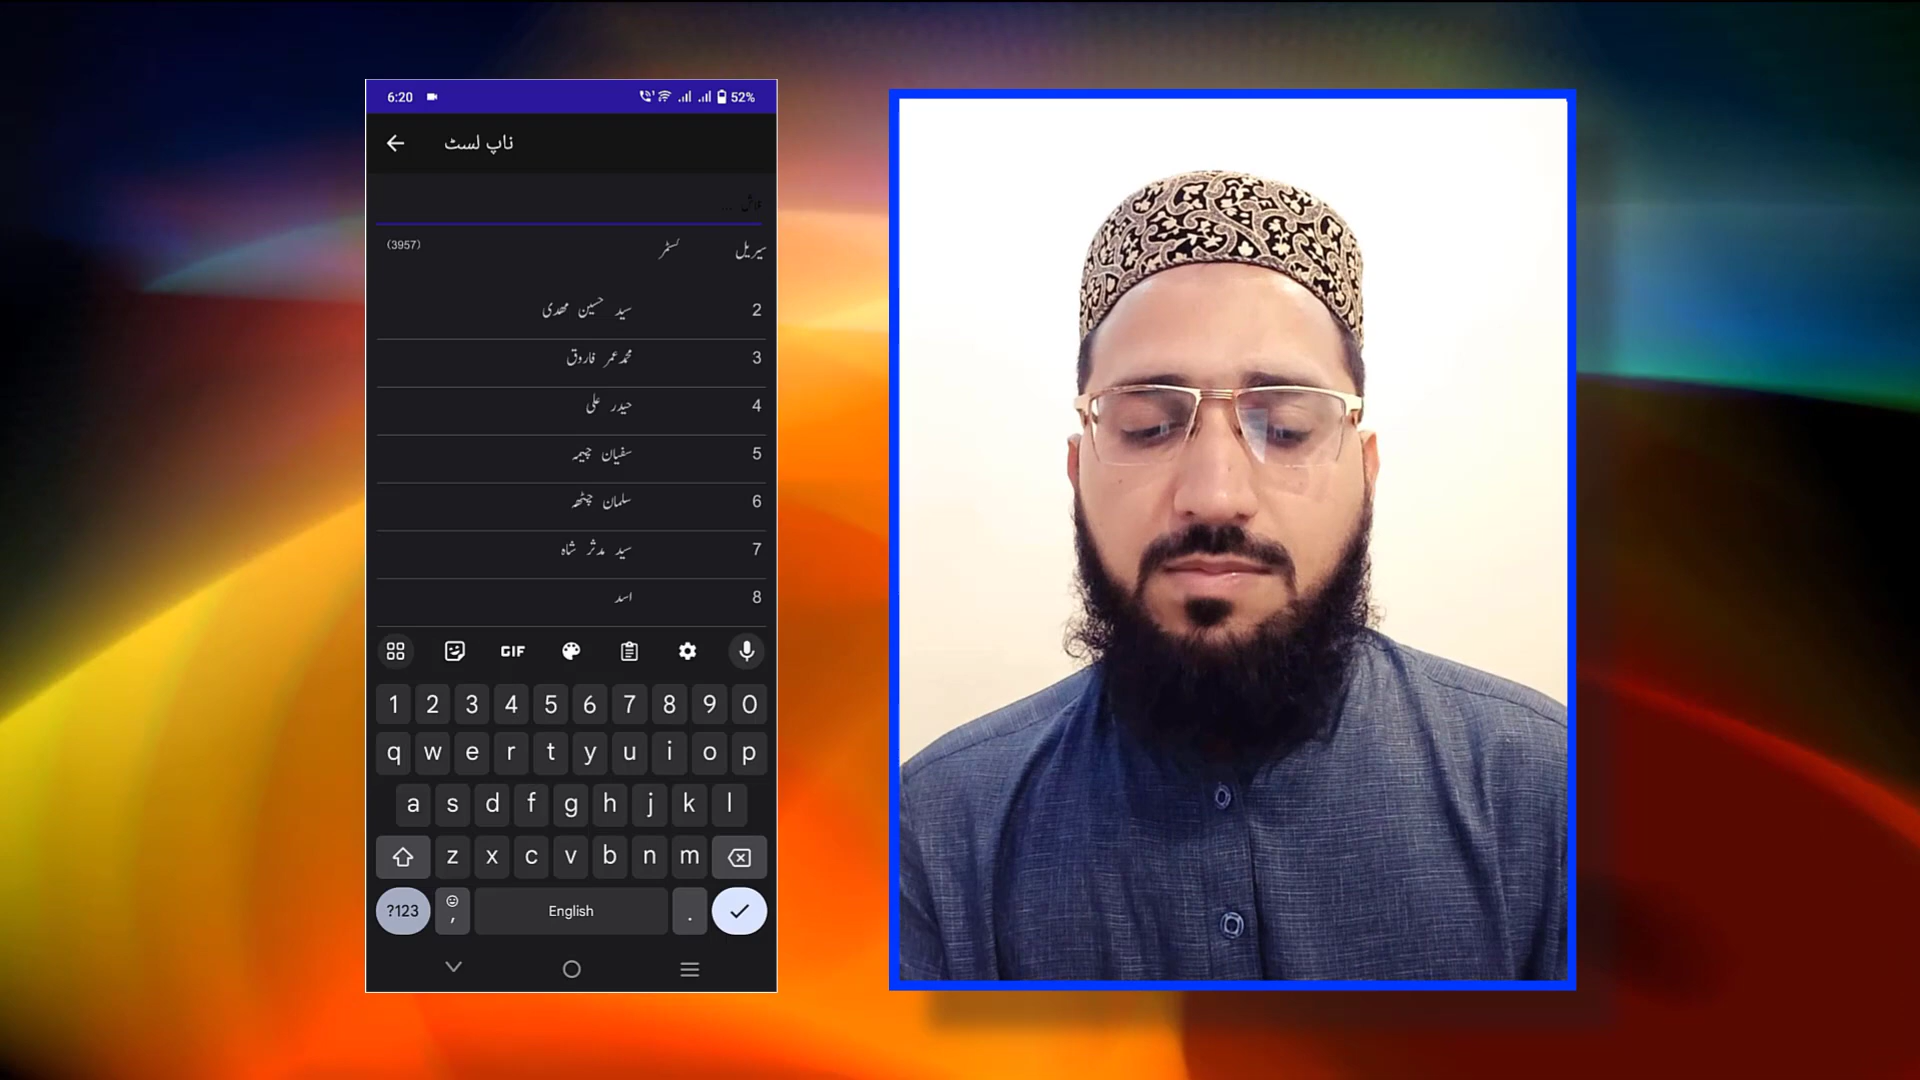 6:20 52%
ناپ لسٹ
تلاش ...
سیریل کسٹمر (3957)
2 سید حسین مھدی
3 محمد عمر فاروق
4 حیدر علی
5 سفیان چیمہ
6 سلمان چٹھہ
7 سید مدثر شاہ
8 اسد
GIF
1 2 3 4 5 6 7 8 9 0
q w e r t y u i o p
a s d f g h j k l
z x c v b n m
?123 , English .